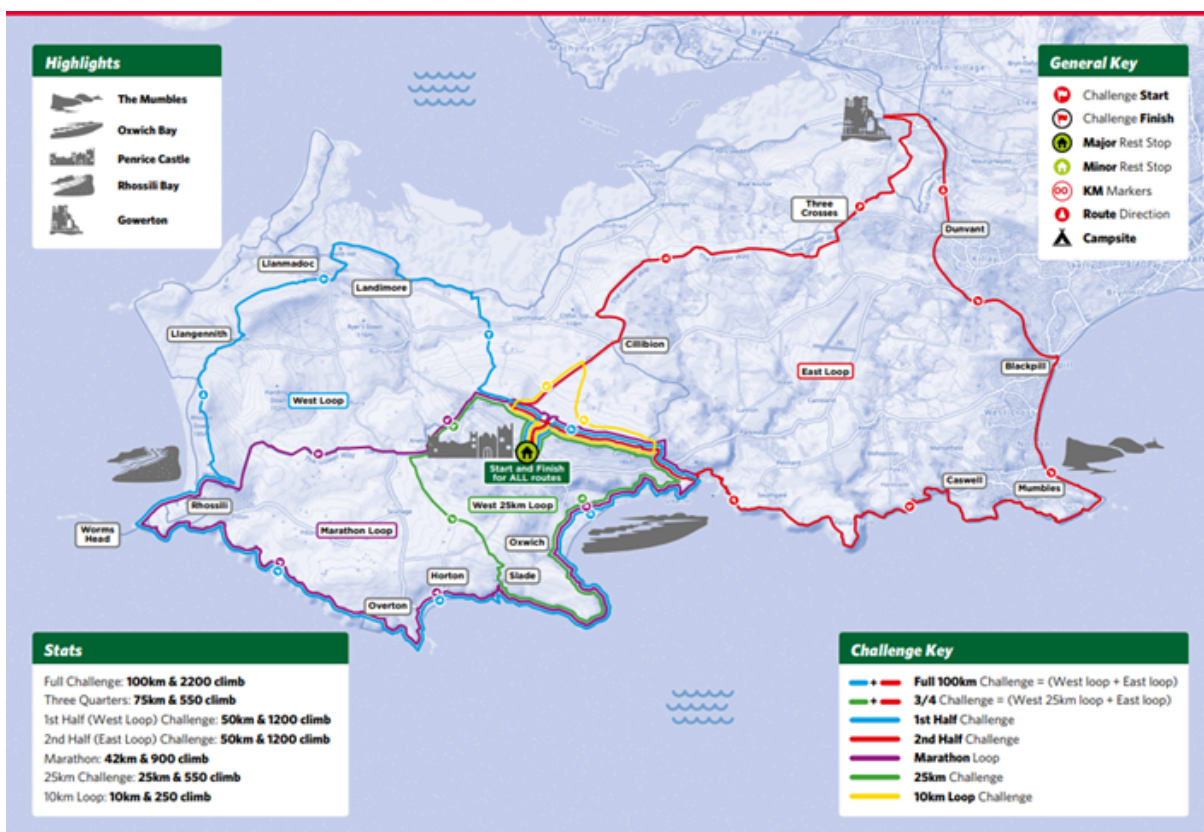 Highlights
The Mumbles
Oxwich Bay
Penrice Castle
Rhossili Bay
Gowerton
General Key
Challenge Start
Challenge Finish
Major Rest Stop
Minor Rest Stop
00
KM Markers
Route Direction
Campsite
Three Crosses
Dunvant
Llanmadoc
Landimore
Llangennith
Cillibion
Blackpill
West Loop
East Loop
Start and Finish
for ALL routes
West 25km Loop
Caswell
Mumbles
Rhossili
Worms
Head
Marathon Loop
Oxwich
Horton
Slade
Overton
Stats
Full Challenge: 100km & 2200 climb
Three Quarters: 75km & 550 climb
1st Half (West Loop) Challenge: 50km & 1200 climb
2nd Half (East Loop) Challenge: 50km & 1200 climb
Marathon: 42km & 900 climb
25km Challenge: 25km & 550 climb
10km Loop: 10km & 250 climb
Challenge Key
+ Full 100km Challenge = (West loop + East loop)
+ 3/4 Challenge = (West 25km loop + East loop)
1st Half Challenge
2nd Half Challenge
Marathon Loop
25km Challenge
10km Loop Challenge